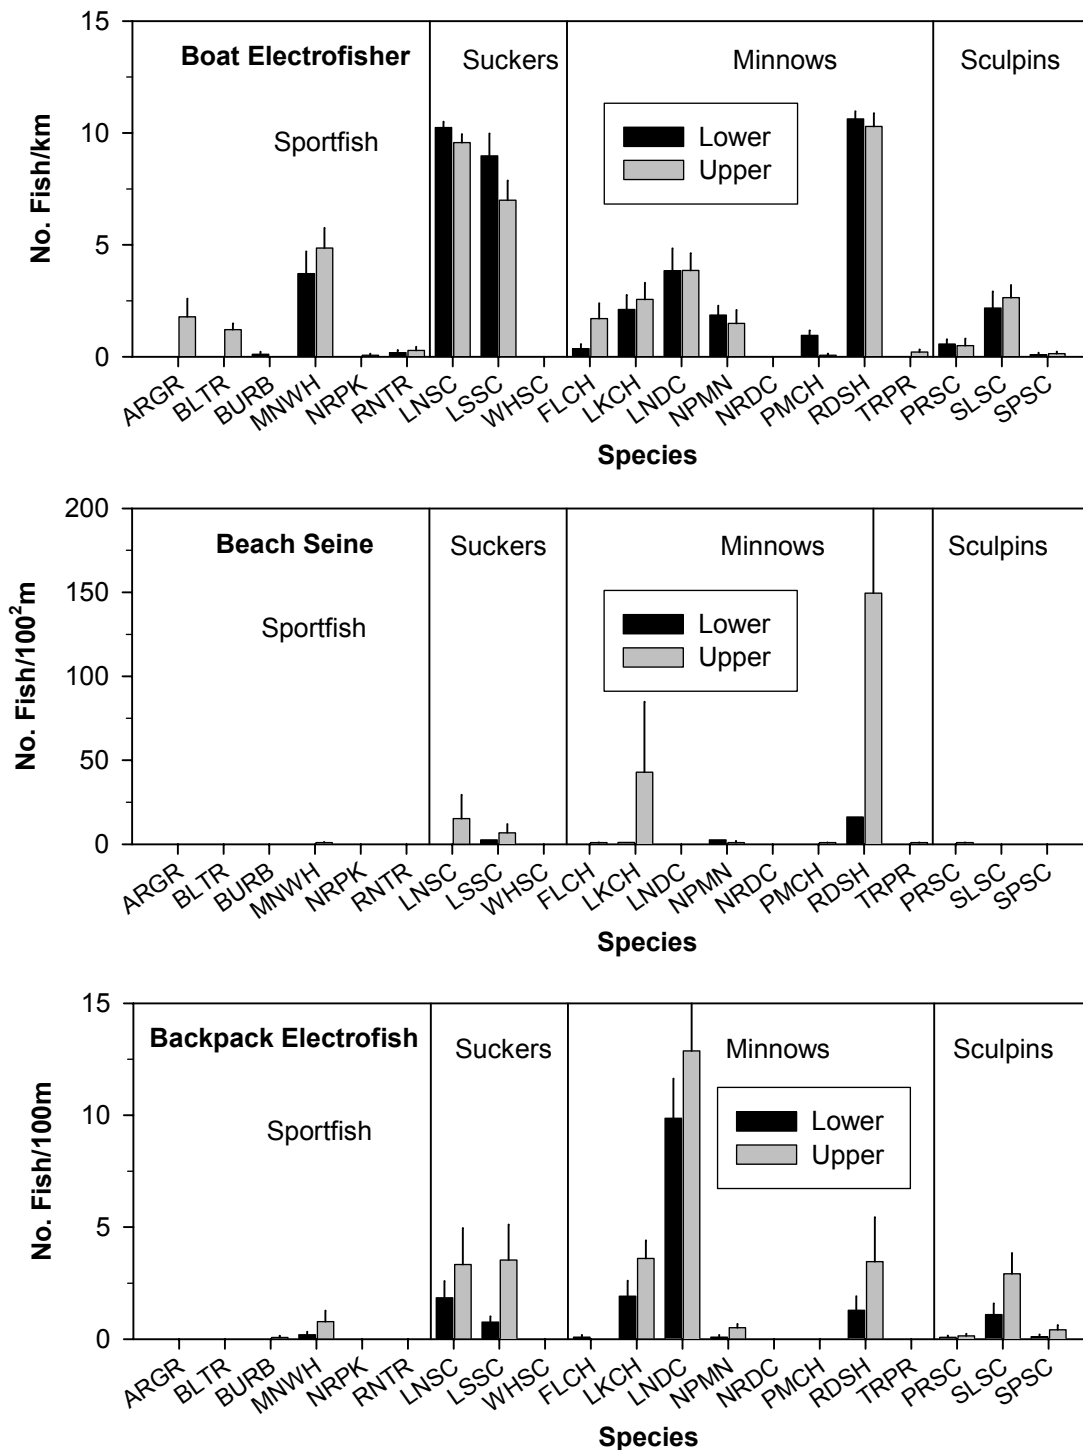 15
Boat Electrofisher
Suckers
Minnows
Sculpins
10
Sportfish
Lower
Upper
No. Fish/km
5
0
ARGR
BLTR
BURB
MNWH
NRPK
RNTR
LNSC
LSSC
WHSC
FLCH
LKCH
LNDC
NPMN
NRDC
PMCH
RDSH
TRPR
PRSC
SLSC
SPSC
Species
200
Beach Seine
Suckers
Minnows
Sculpins
150
Sportfish
Lower
Upper
No. Fish/100²m
100
50
0
ARGR
BLTR
BURB
MNWH
NRPK
RNTR
LNSC
LSSC
WHSC
FLCH
LKCH
LNDC
NPMN
NRDC
PMCH
RDSH
TRPR
PRSC
SLSC
SPSC
Species
15
Backpack Electrofish
Suckers
Minnows
Sculpins
10
Sportfish
Lower
Upper
No. Fish/100m
5
0
ARGR
BLTR
BURB
MNWH
NRPK
RNTR
LNSC
LSSC
WHSC
FLCH
LKCH
LNDC
NPMN
NRDC
PMCH
RDSH
TRPR
PRSC
SLSC
SPSC
Species